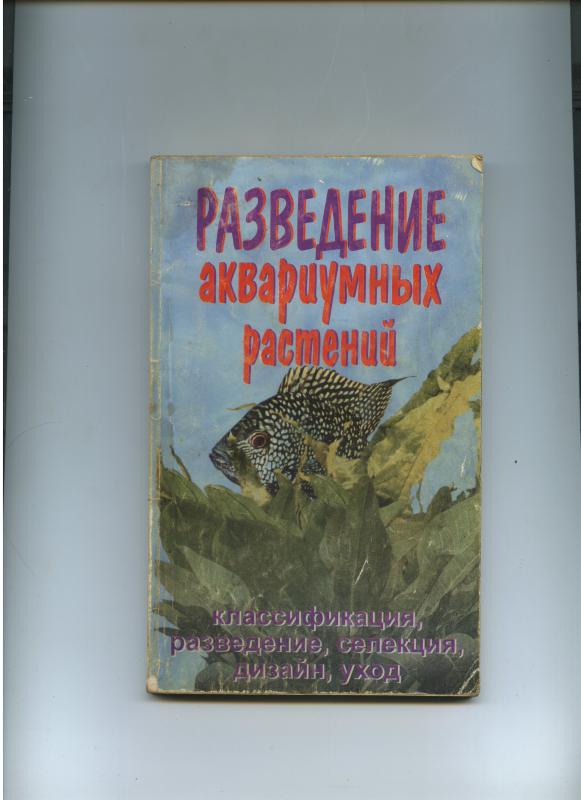 РАЗВЕДЕНИЕ
аквариумных
растений
классификация,
разведение, селекция,
дизайн, уход